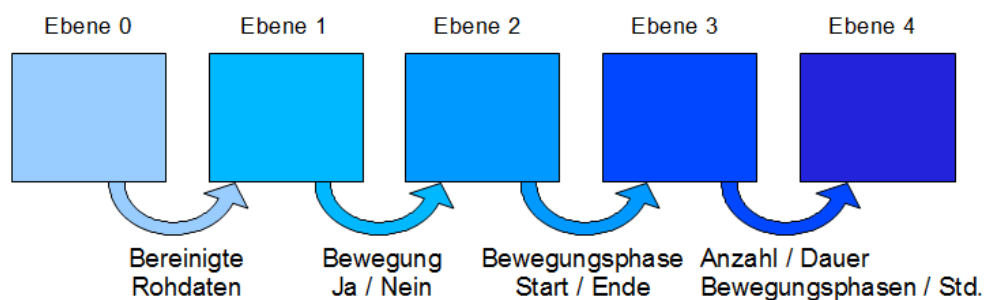 Ebene 0
Ebene 1
Ebene 2
Ebene 3
Ebene 4
Bereinigte
Rohdaten
Bewegung
Ja / Nein
Bewegungsphase
Start / Ende
Anzahl / Dauer
Bewegungsphasen / Std.